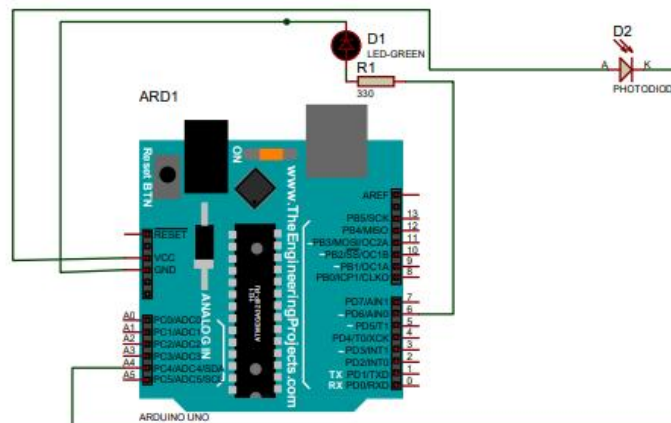 D1
LED-GREEN
R1
330
D2
A
K
PHOTODIOD
ARD1
Reset BTN
ON
www.TheEngineeringProjects.com
ANALOG IN
RESET
VCC
GND
A0 PC0/ADC0
A1 PC1/ADC1
A2 PC2/ADC2
A3 PC3/ADC3
A4 PC4/ADC4/SDA
A5 PC5/ADC5/SCL
AREF
PB5/SCK 13
PB4/MISO 12
~PB3/MOSI/OC2A 11
~PB2/SS/OC1B 10
~PB1/OC1A 9
PB0/ICP1/CLKO 8
PD7/AIN1 7
~PD6/AIN0 6
~PD5/T1 5
PD4/T0/XCK 4
~PD3/INT1 3
PD2/INT0 2
TX PD1/TXD 1
RX PD0/RXD 0
ARDUINO UNO